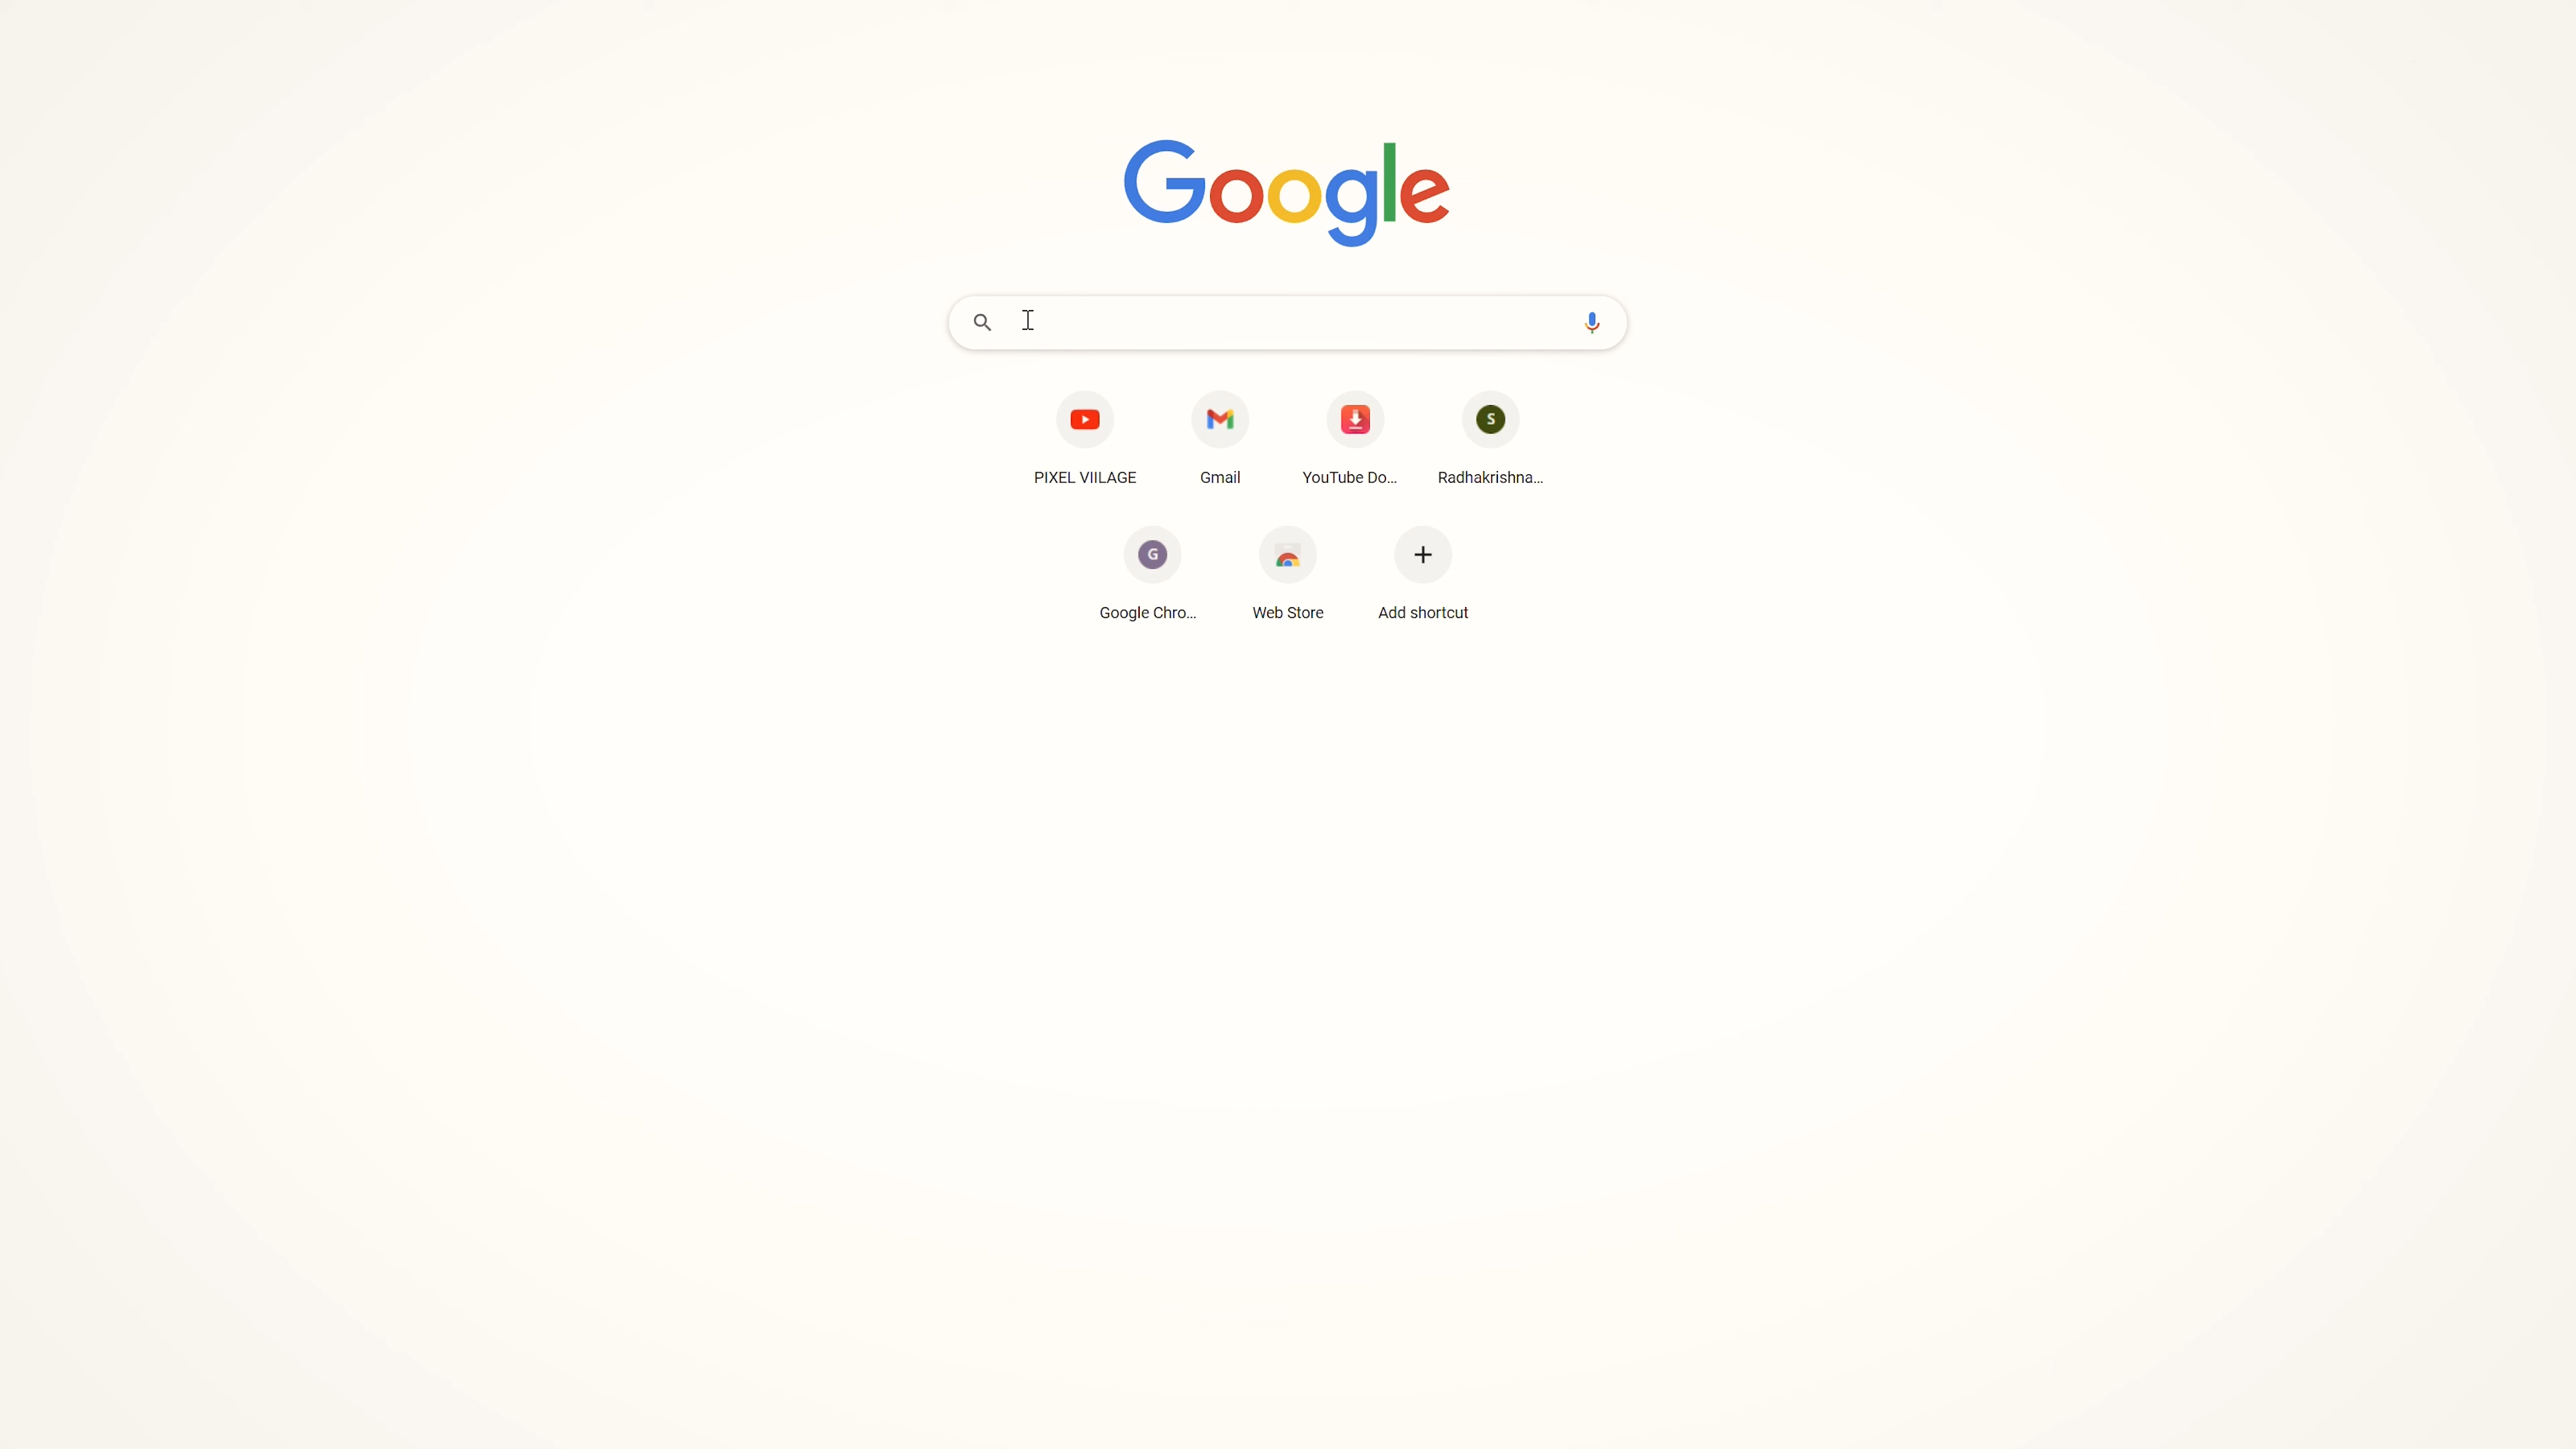 Google
PIXEL VIILAGE
Gmail
YouTube Do...
S
Radhakrishna...
G
Google Chro...
Web Store
Add shortcut